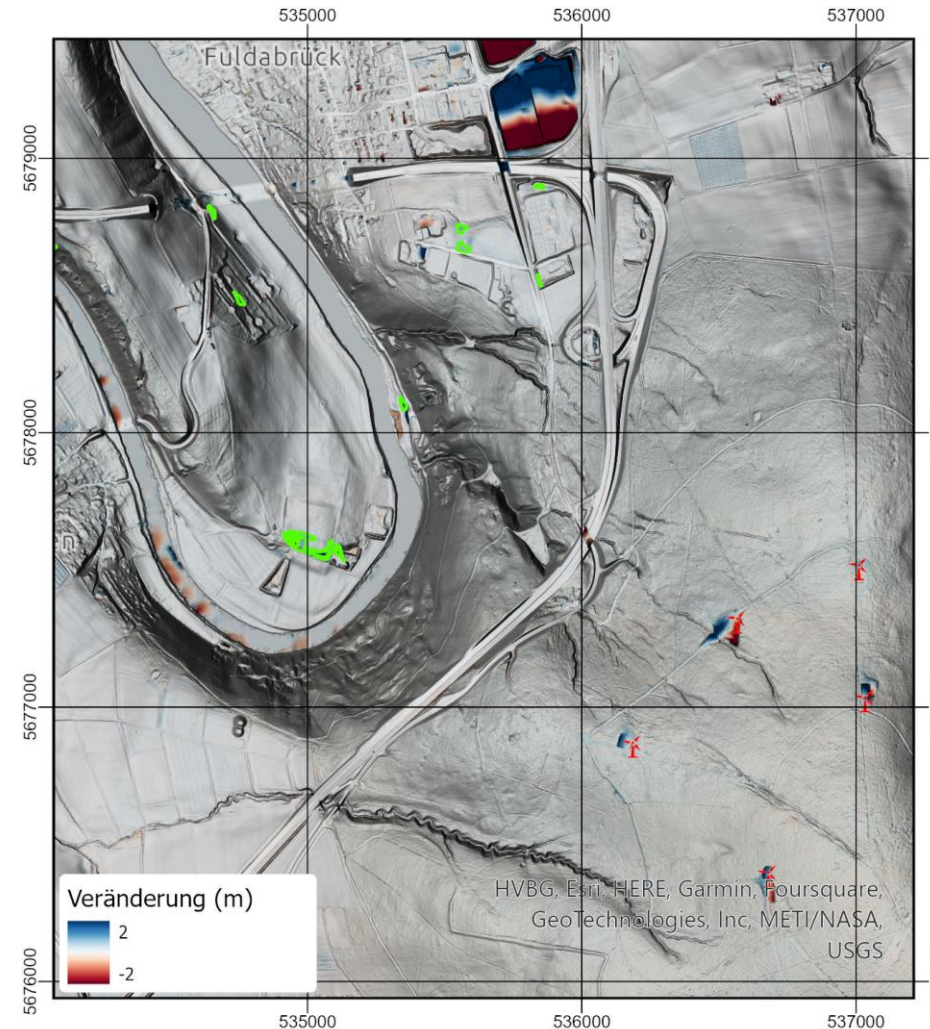 535000 536000 537000
Fuldabrück
5679000
5678000
en
5677000
Veränderung (m)
2
-2
HVBG, Esri, HERE, Garmin, Foursquare,
GeoTechnologies, Inc, METI/NASA,
USGS
5676000
535000 536000 537000